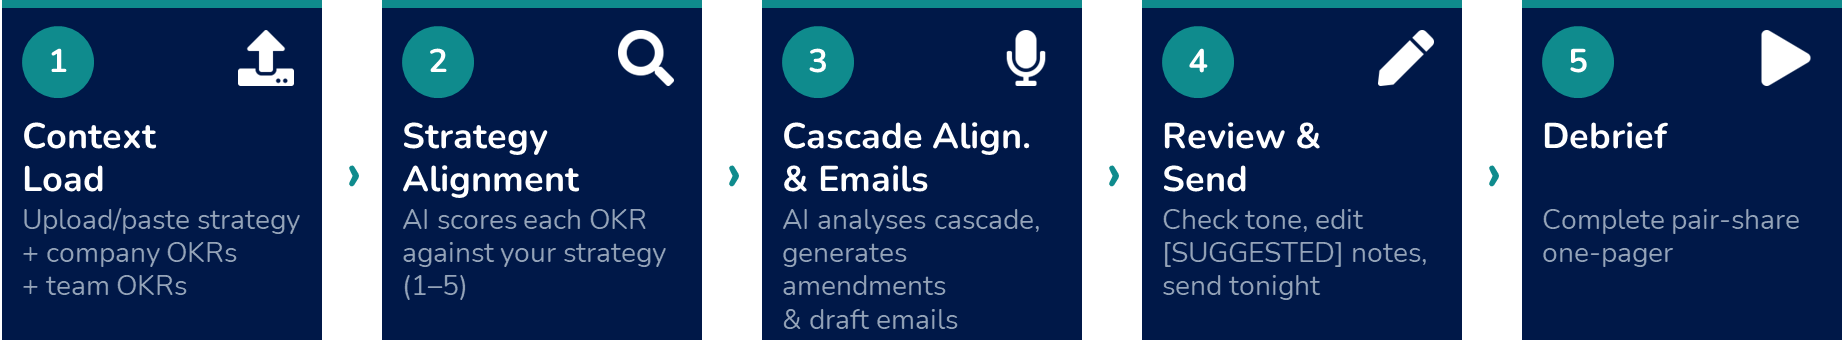 1
Context
Load
Upload/paste strategy
+ company OKRs
+ team OKRs
›
2
Strategy
Alignment
AI scores each OKR
against your strategy
(1–5)
›
3
Cascade Align.
& Emails
AI analyses cascade,
generates
amendments
& draft emails
›
4
Review &
Send
Check tone, edit
[SUGGESTED] notes,
send tonight
›
5
Debrief
Complete pair-share
one-pager